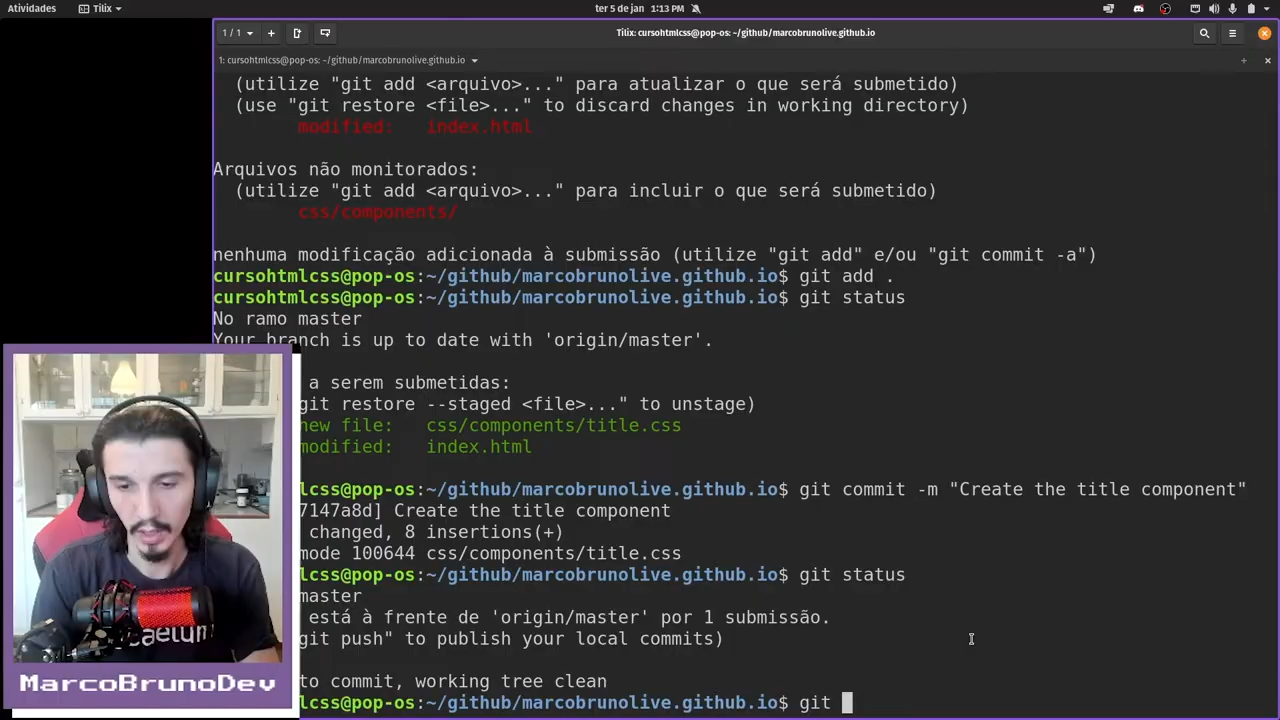 Atividades
Tilix
ter 5 de jan 1:13 PM
1 / 1
Tilix: cursohtmlcss@pop-os: ~/github/marcobrunolive.github.io
1: cursohtmlcss@pop-os: ~/github/marcobrunolive.github.io
(utilize "git add <arquivo>..." para atualizar o que será submetido)
(use "git restore <file>..." to discard changes in working directory)
modified: index.html
Arquivos não monitorados:
(utilize "git add <arquivo>..." para incluir o que será submetido)
css/components/
nenhuma modificação adicionada à submissão (utilize "git add" e/ou "git commit -a")
cursohtmlcss@pop-os:~/github/marcobrunolive.github.io$ git add .
cursohtmlcss@pop-os:~/github/marcobrunolive.github.io$ git status
No ramo master
Your branch is up to date with 'origin/master'.
a serem submetidas:
git restore --staged <file>..." to unstage)
new file: css/components/title.css
modified: index.html
lcss@pop-os:~/github/marcobrunolive.github.io$ git commit -m "Create the title component"
7147a8d] Create the title component
changed, 8 insertions(+)
mode 100644 css/components/title.css
lcss@pop-os:~/github/marcobrunolive.github.io$ git status
master
está à frente de 'origin/master' por 1 submissão.
git push" to publish your local commits)
to commit, working tree clean
lcss@pop-os:~/github/marcobrunolive.github.io$ git
caelum
MarcoBrunoDev